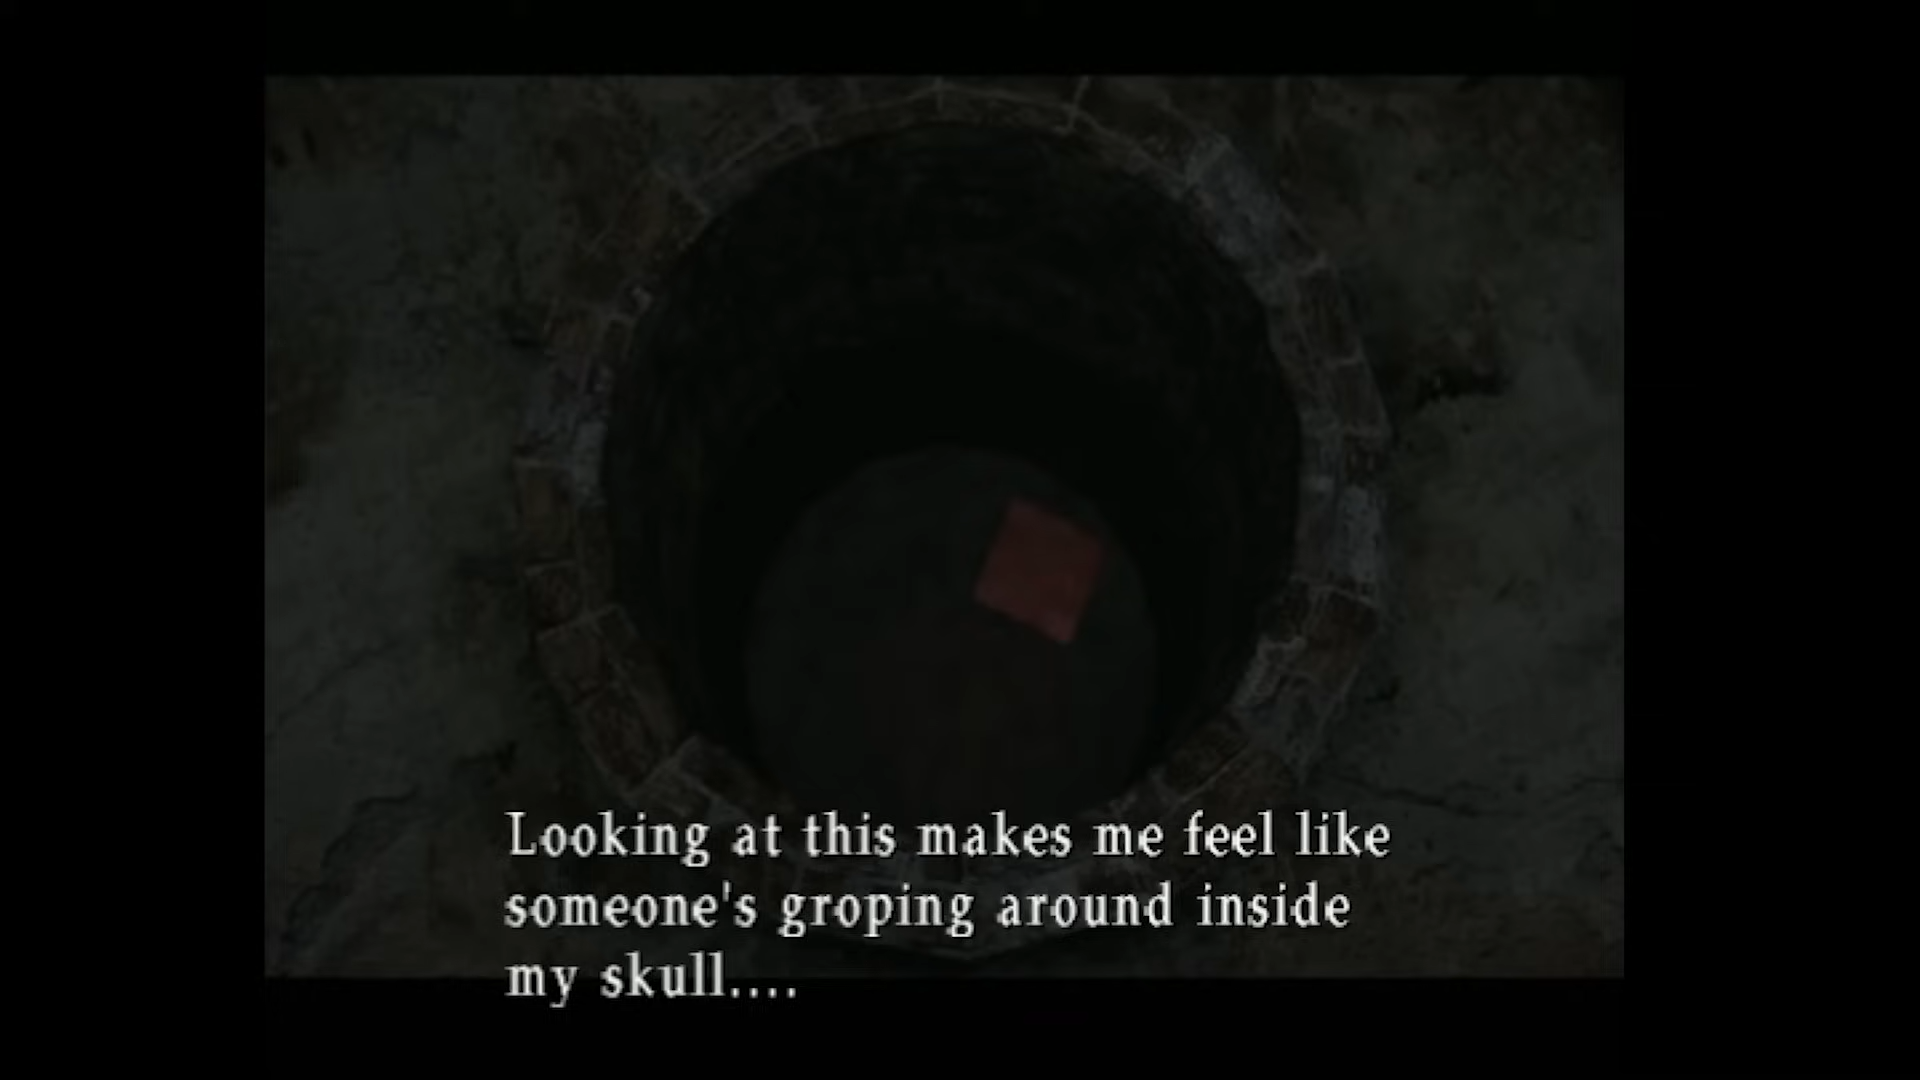 Looking at this makes me feel like
someone's groping around inside
my skull....